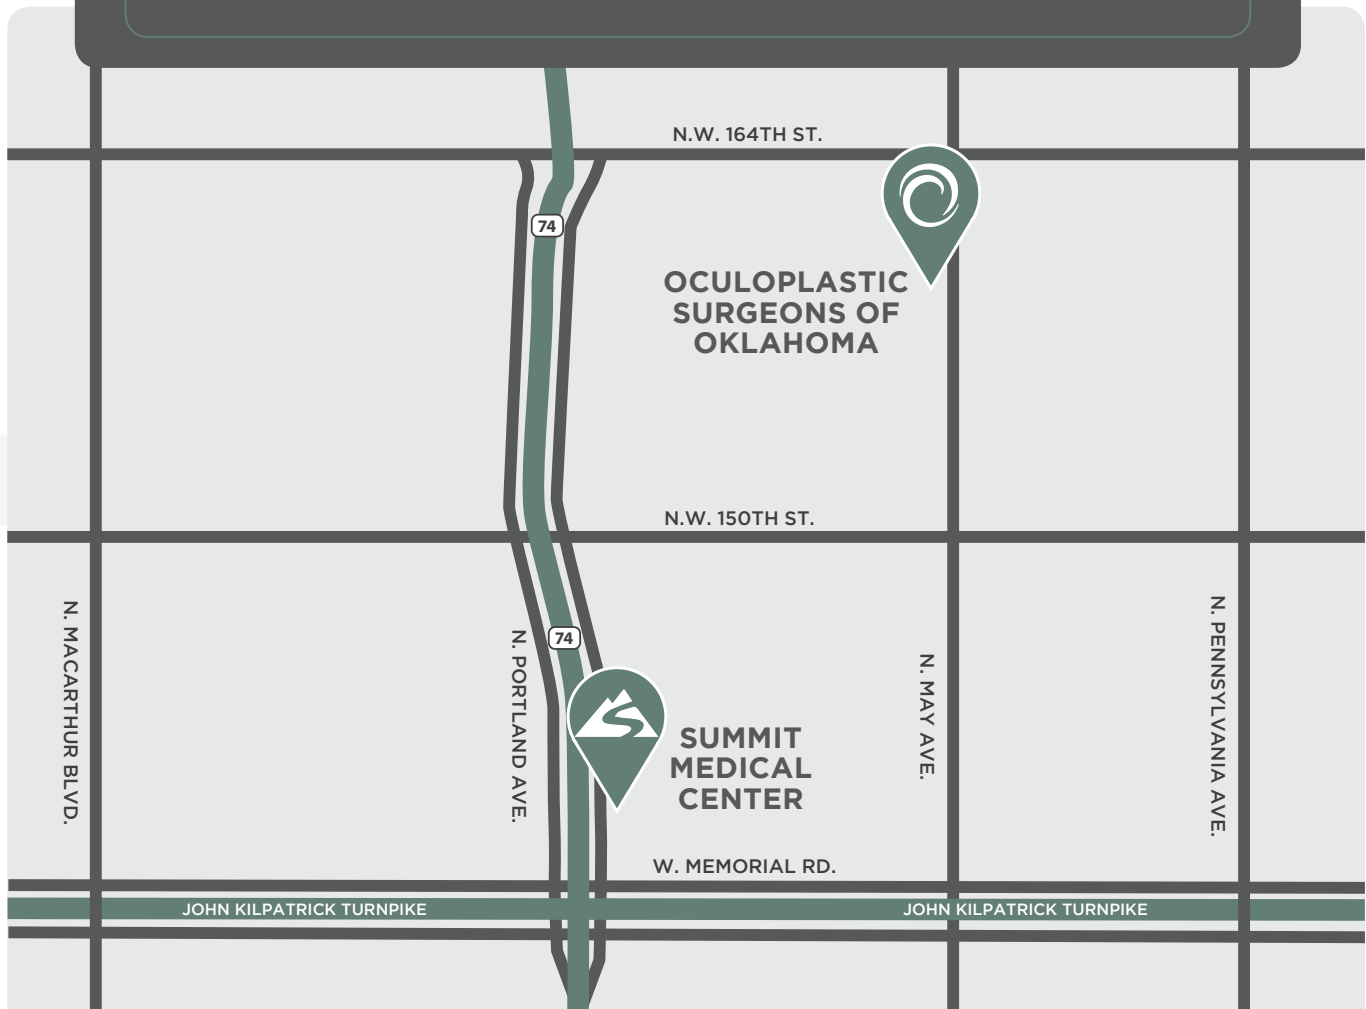 N.W. 164TH ST.
74
OCULOPLASTIC
SURGEONS OF
OKLAHOMA
N.W. 150TH ST.
N. MACARTHUR BLVD.
N. PORTLAND AVE.
74
N. MAY AVE.
N. PENNSYLVANIA AVE.
SUMMIT
MEDICAL
CENTER
W. MEMORIAL RD.
JOHN KILPATRICK TURNPIKE
JOHN KILPATRICK TURNPIKE